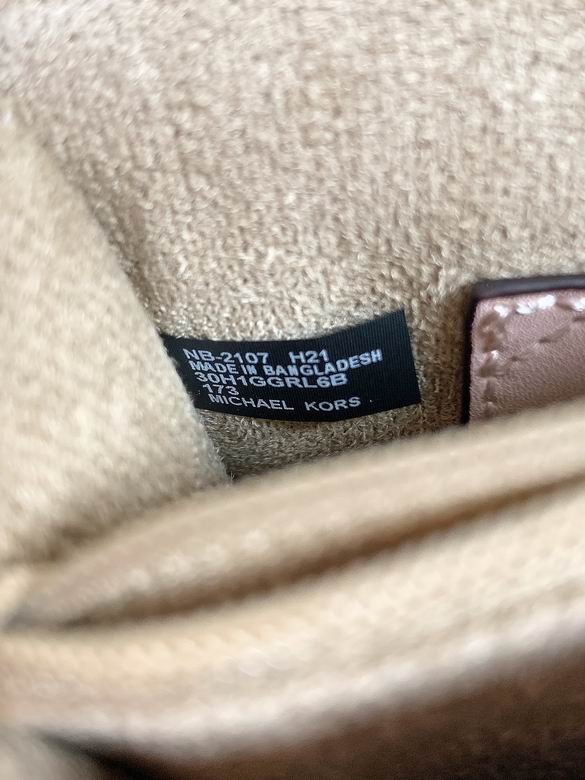 NB-2107 H21
MADE IN BANGLADESH
30H1GGRL6B
173
MICHAEL KORS